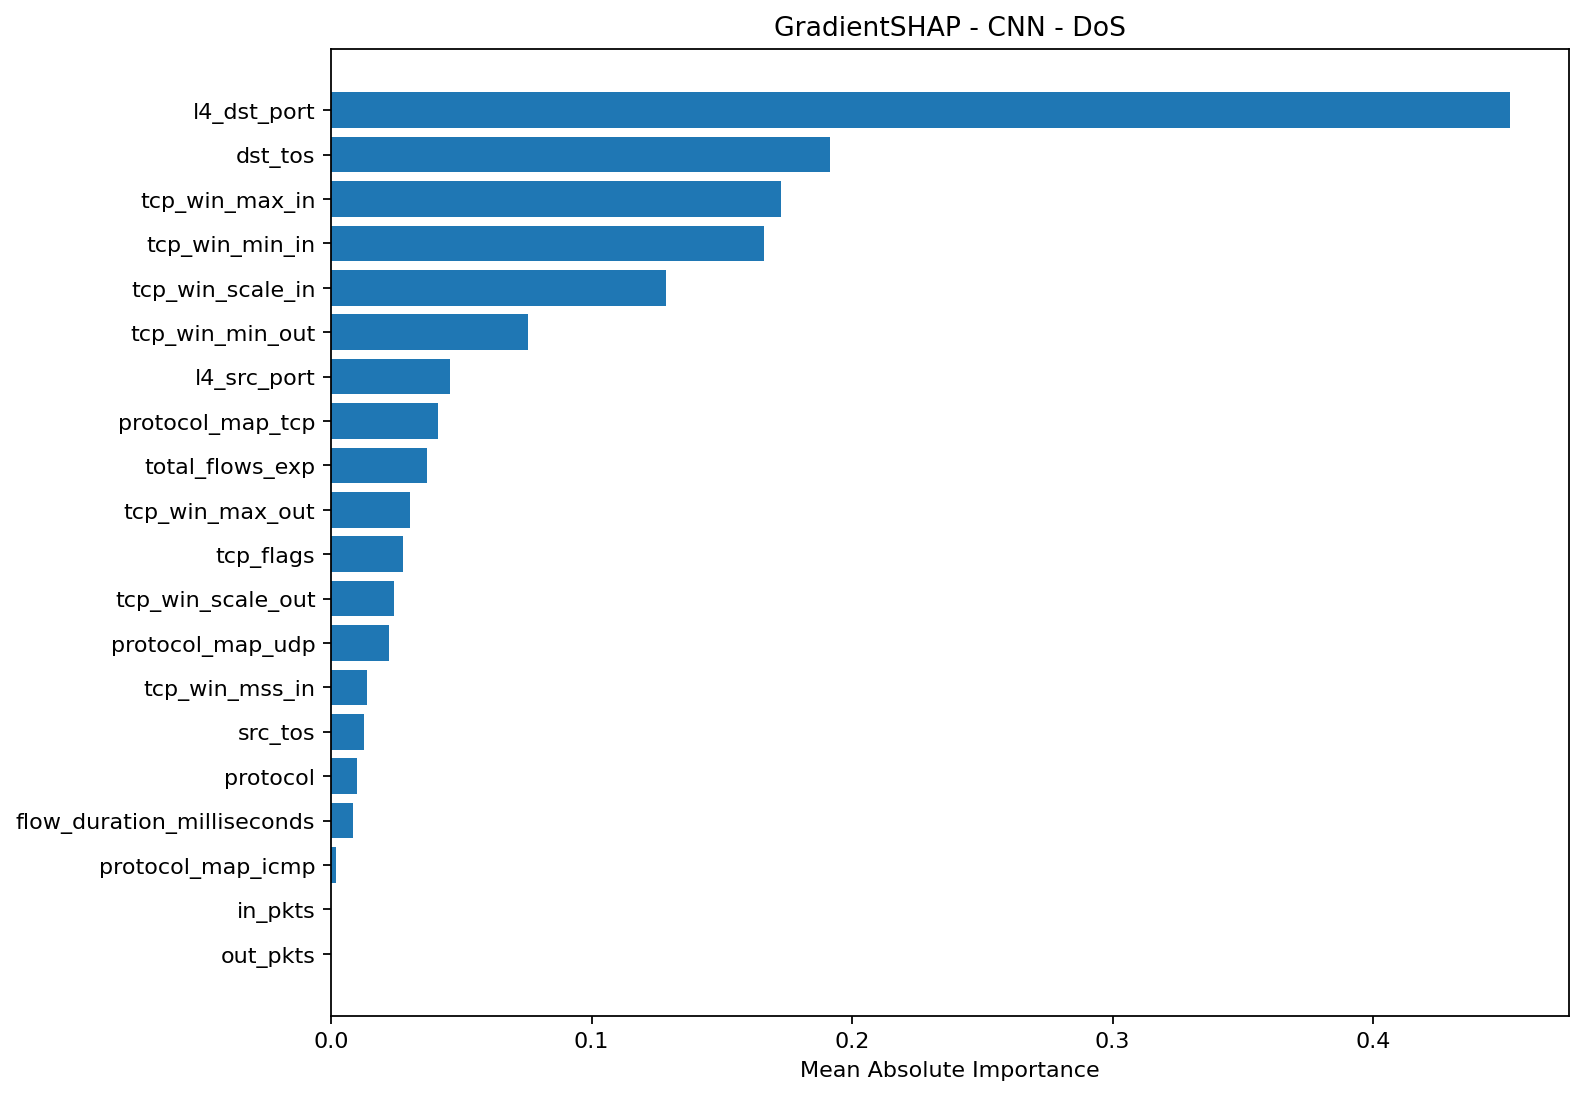 GradientSHAP - CNN - DoS
l4_dst_port
dst_tos
tcp_win_max_in
tcp_win_min_in
tcp_win_scale_in
tcp_win_min_out
l4_src_port
protocol_map_tcp
total_flows_exp
tcp_win_max_out
tcp_flags
tcp_win_scale_out
protocol_map_udp
tcp_win_mss_in
src_tos
protocol
flow_duration_milliseconds
protocol_map_icmp
in_pkts
out_pkts
0.0 0.1 0.2 0.3 0.4
Mean Absolute Importance